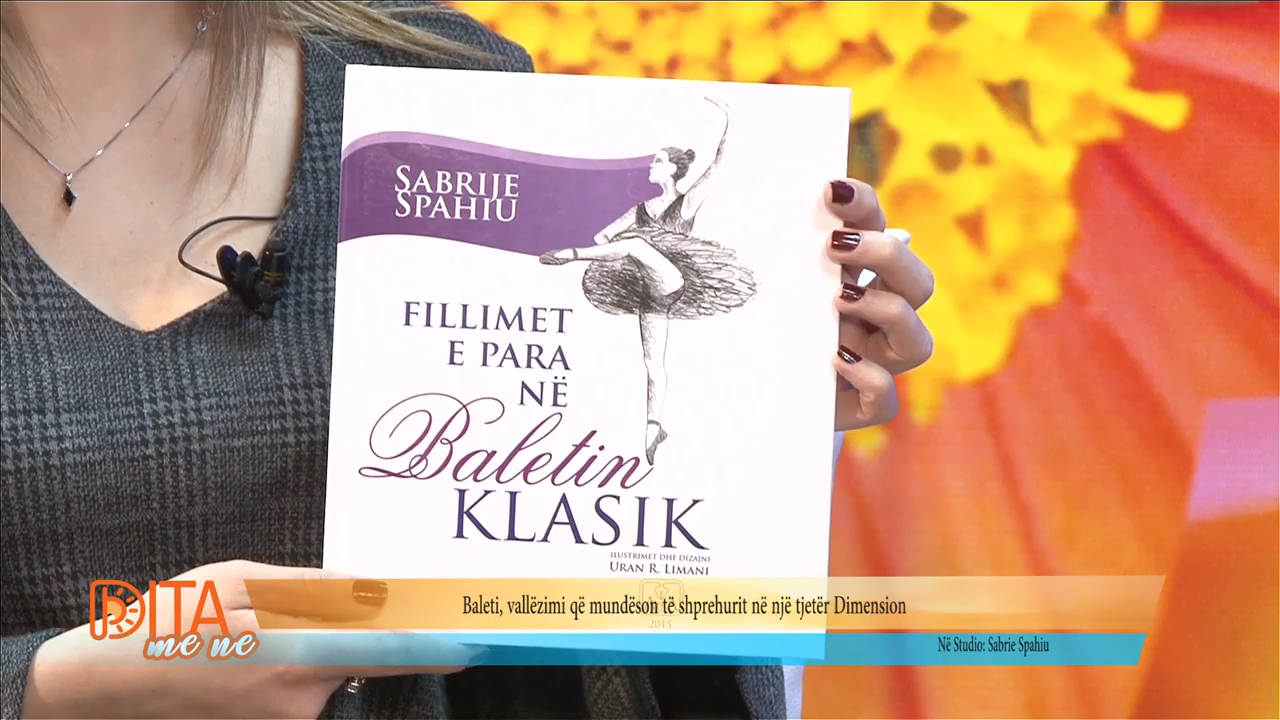 SABRIJE
SPAHIU
FILLIMET
E PARA
NË
Baletin
KLASIK
ILUSTRIMET DHE DIZAJNI
URAN R. LIMANI
2015
DITA
me ne
Baleti, vallëzimi që mundëson të shprehurit në një tjetër Dimension
Në Studio: Sabrie Spahiu